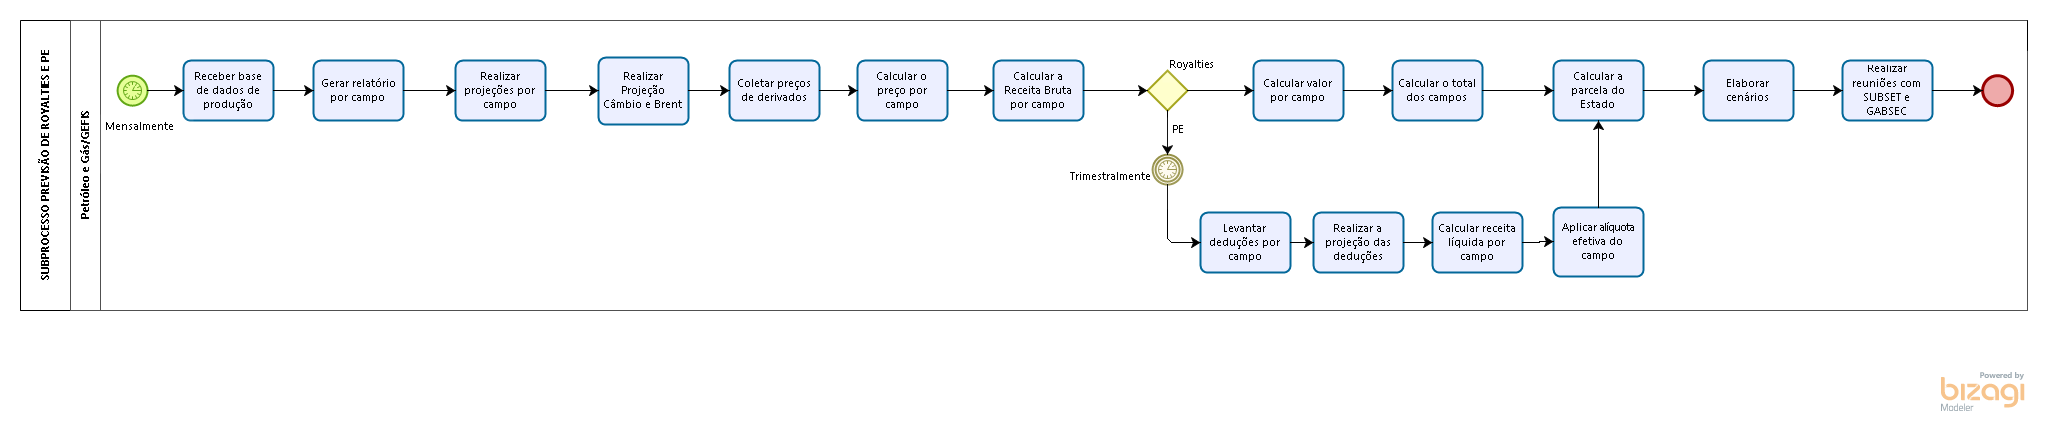 SUBPROCESSO PREVISÃO DE ROYALTIES E PE
Petróleo e Gás/GEFIS
Mensalmente
Receber base
de dados de
produção
Gerar relatório
por campo
Realizar
projeções por
campo
Realizar
Projeção
Câmbio e Brent
Coletar preços
de derivados
Calcular o
preço por
campo
Calcular a
Receita Bruta
por campo
Royalties
PE
Trimestralmente
Calcular valor
por campo
Calcular o total
dos campos
Levantar
deduções por
campo
Realizar a
projeção das
deduções
Calcular receita
líquida por
campo
Aplicar alíquota
efetiva do
campo
Calcular a
parcela do
Estado
Elaborar
cenários
Realizar
reuniões com
SUBSET e
GABSEC
Powered by
bizagi
Modeler